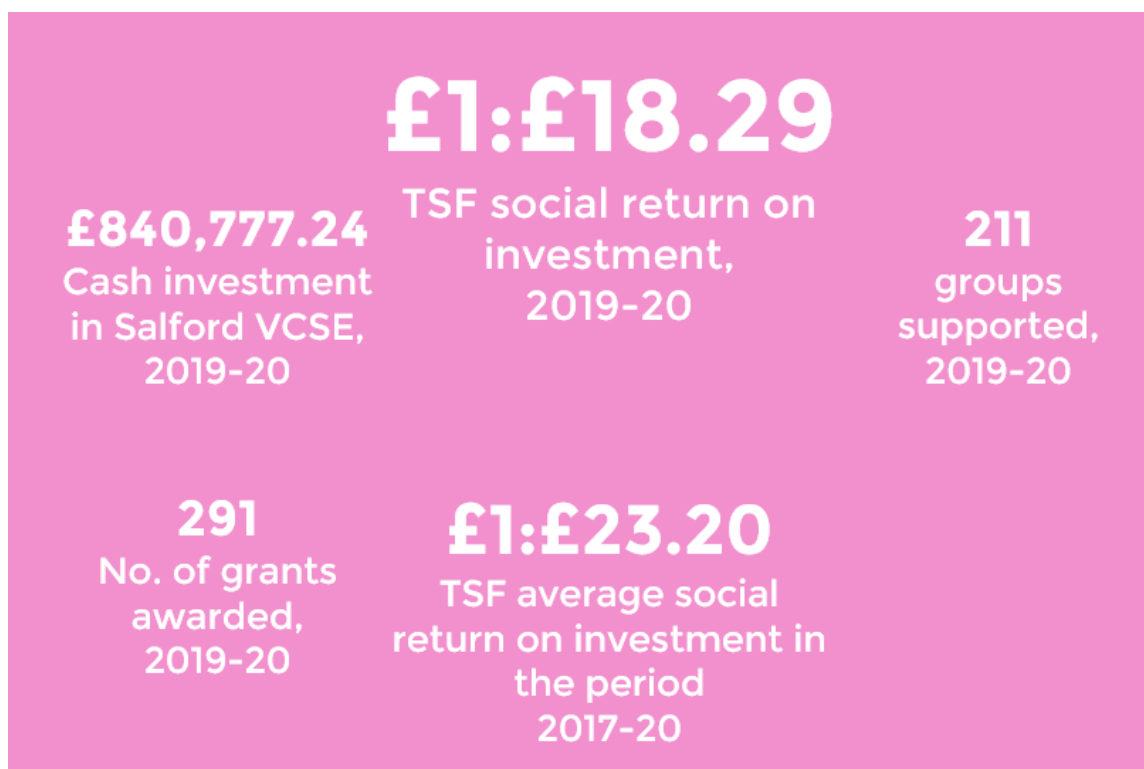 £1:£18.29
TSF social return on
investment,
2019-20
£840,777.24
Cash investment
in Salford VCSE,
2019-20
211
groups
supported,
2019-20
291
No. of grants
awarded,
2019-20
£1:£23.20
TSF average social
return on investment in
the period
2017-20